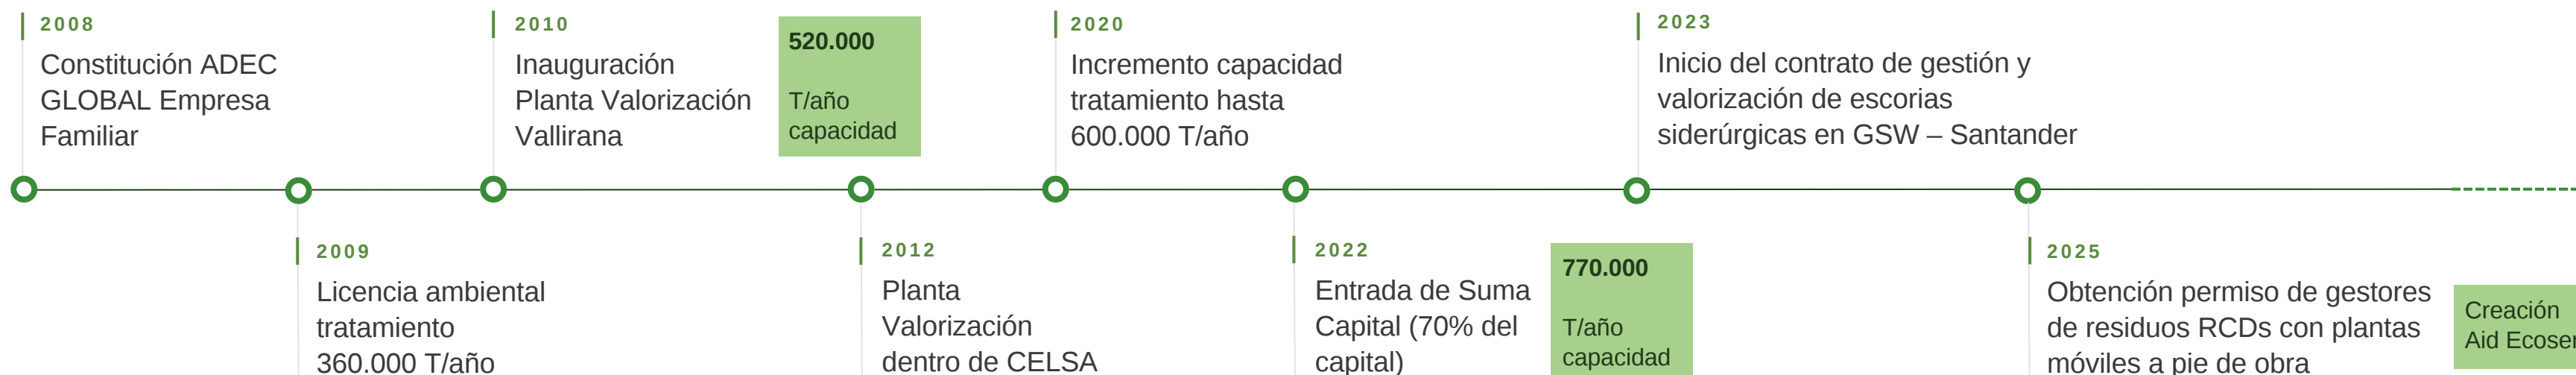 2008
Constitución ADEC
GLOBAL Empresa
Familiar
2010
Inauguración
Planta Valorización
Vallirana
520.000
T/año
capacidad
2020
Incremento capacidad
tratamiento hasta
600.000 T/año
2023
Inicio del contrato de gestión y
valorización de escorias
siderúrgicas en GSW – Santander
2009
Licencia ambiental
tratamiento
360.000 T/año
2012
Planta
Valorización
dentro de CELSA
2022
Entrada de Suma
Capital (70% del
capital)
770.000
T/año
capacidad
2025
Obtención permiso de gestores
de residuos RCDs con plantas
móviles a pie de obra
Creación
Aid